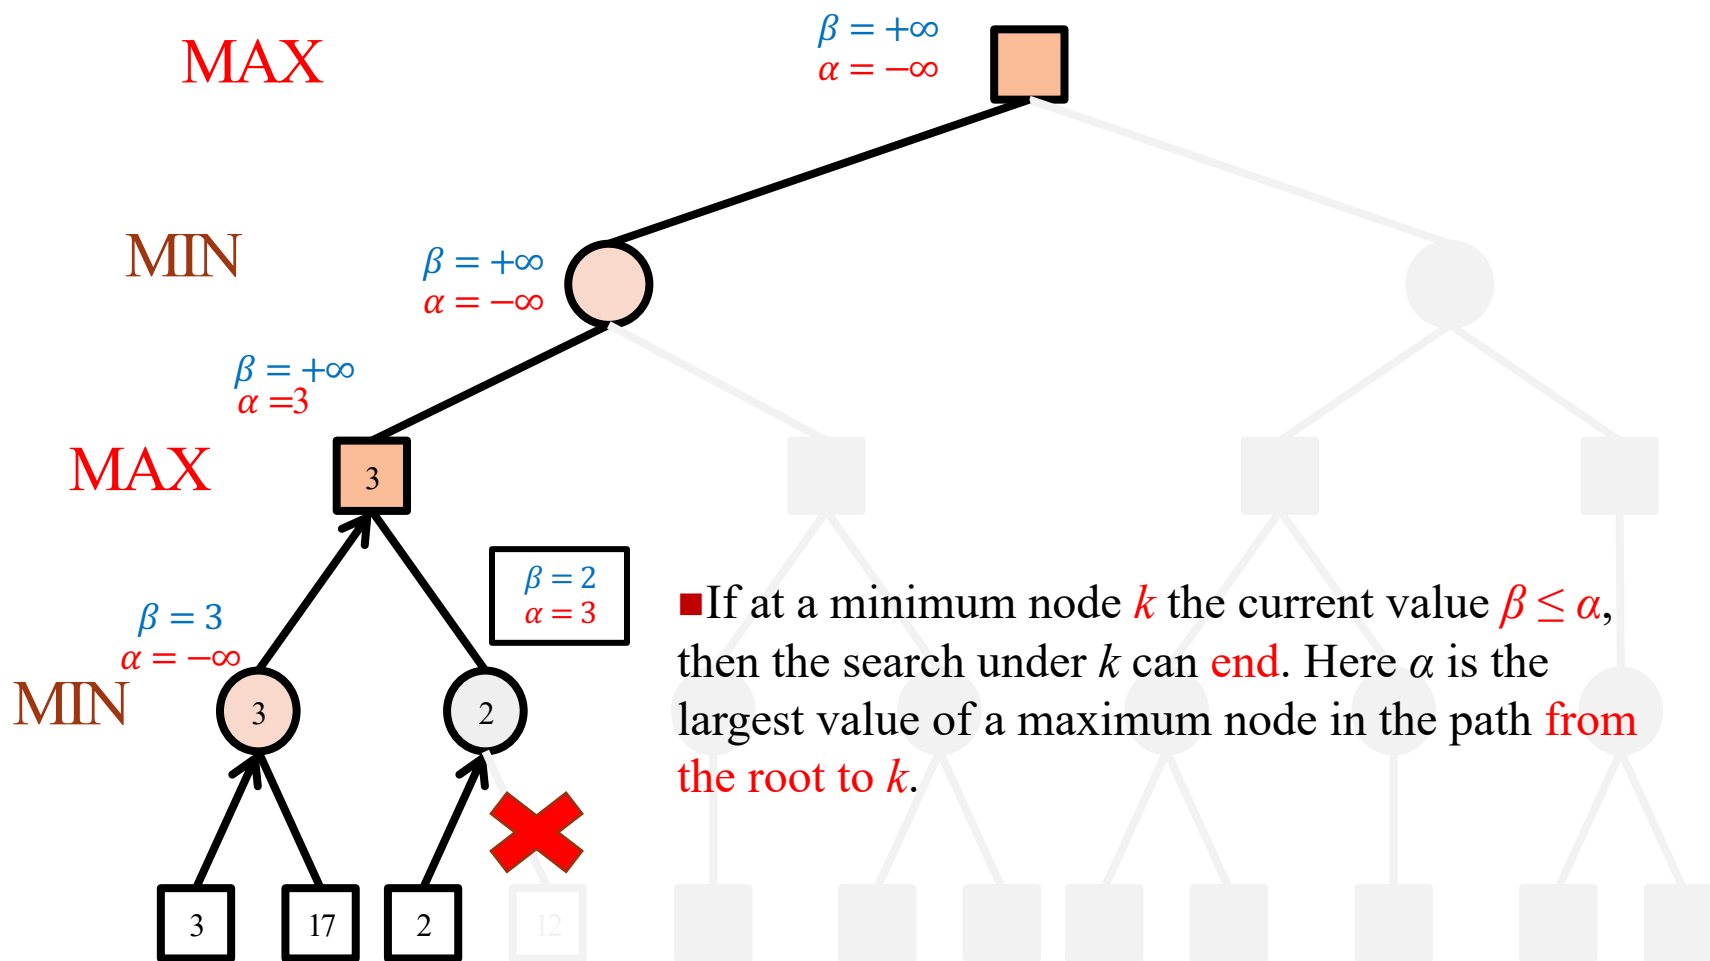 MAX
β = +∞
α = −∞
MIN
β = +∞
α = −∞
β = +∞
α =3
MAX
3
β = 2
α = 3
■If at a minimum node k the current value β ≤ α,
then the search under k can end. Here α is the
largest value of a maximum node in the path from
the root to k.
β = 3
α = −∞
MIN
3
2
3
17
2
12